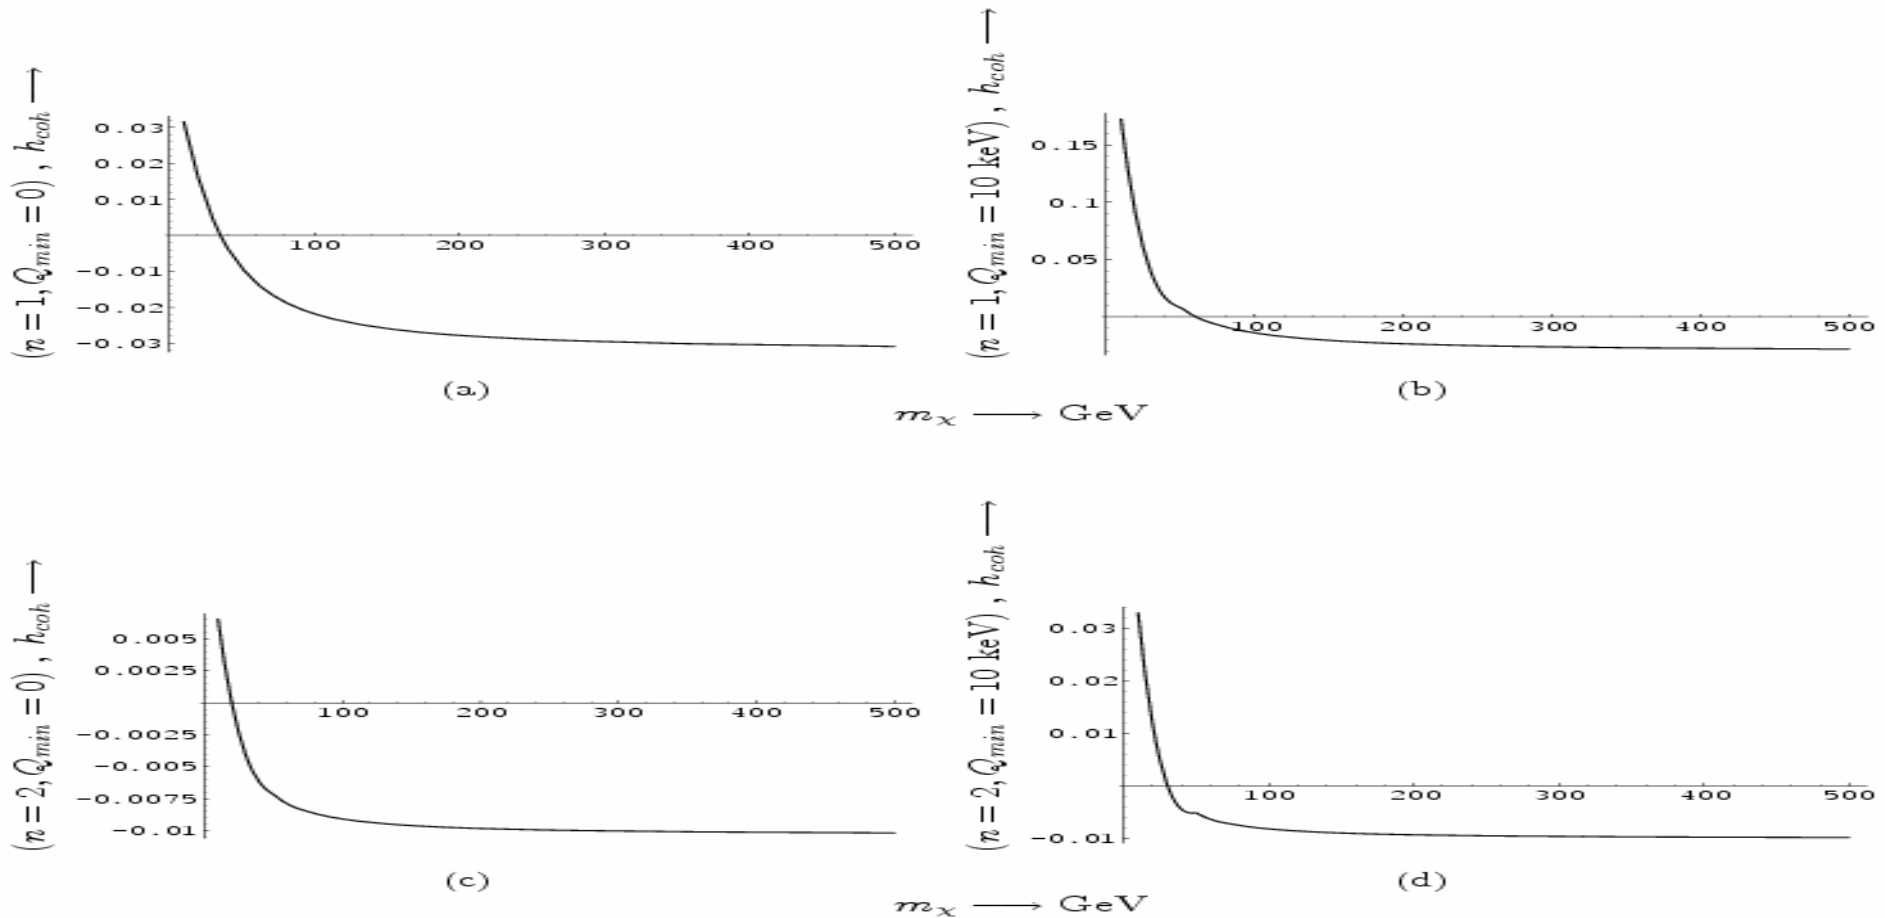 (n = 1, Q_min = 0) , h_coh ⟶
0.03
0.02
0.01
-0.01
-0.02
-0.03
100 200 300 400 500
(a)
(n = 1, Q_min = 10 keV) , h_coh ⟶
0.15
0.1
0.05
100 200 300 400 500
(b)
m_χ ⟶ GeV
(n = 2, Q_min = 0) , h_coh ⟶
0.005
0.0025
-0.0025
-0.005
-0.0075
-0.01
100 200 300 400 500
(c)
(n = 2, Q_min = 10 keV) , h_coh ⟶
0.03
0.02
0.01
-0.01
100 200 300 400 500
(d)
m_χ ⟶ GeV